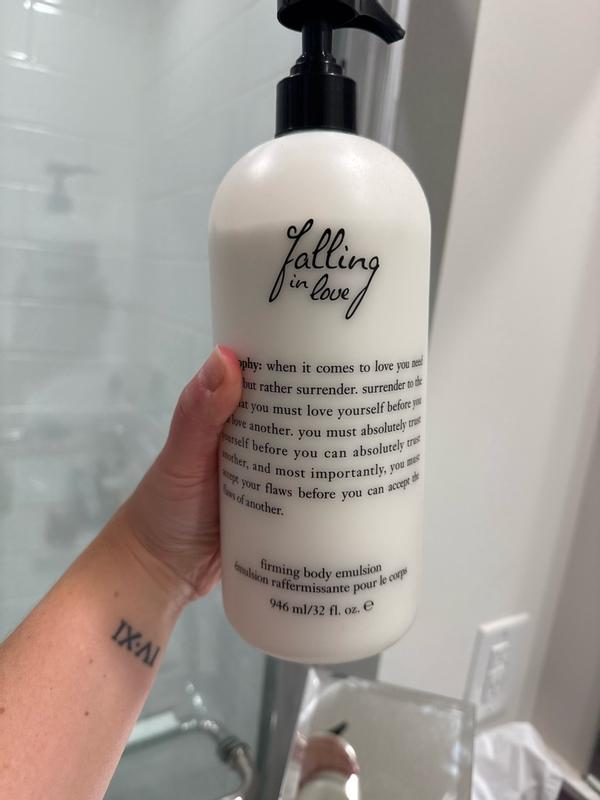 falling
in love
ophy: when it comes to love you need
but rather surrender. surrender to the
at you must love yourself before you
love another. you must absolutely trust
yourself before you can absolutely trust
another, and most importantly, you must
accept your flaws before you can accept the
flaws of another.
firming body emulsion
émulsion raffermissante pour le corps
946 ml/32 fl. oz. ℮
IV·XI